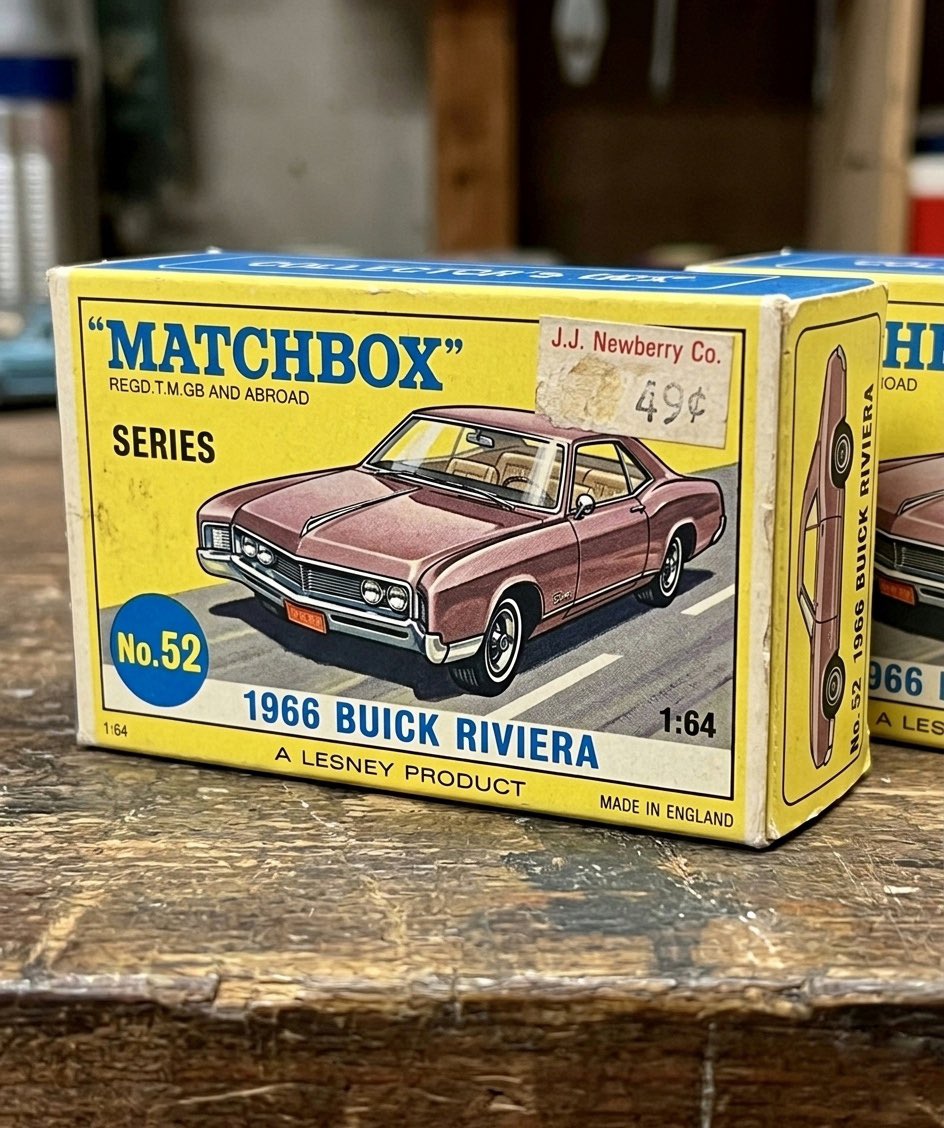 COLLECTOR'S
"MATCHBOX"
REGD.T.M.GB AND ABROAD
SERIES
J.J. Newberry Co.
49¢
No.52
1966 BUICK RIVIERA
1:64
1:64
A LESNEY PRODUCT
MADE IN ENGLAND
No. 52 1966 BUICK RIVIERA